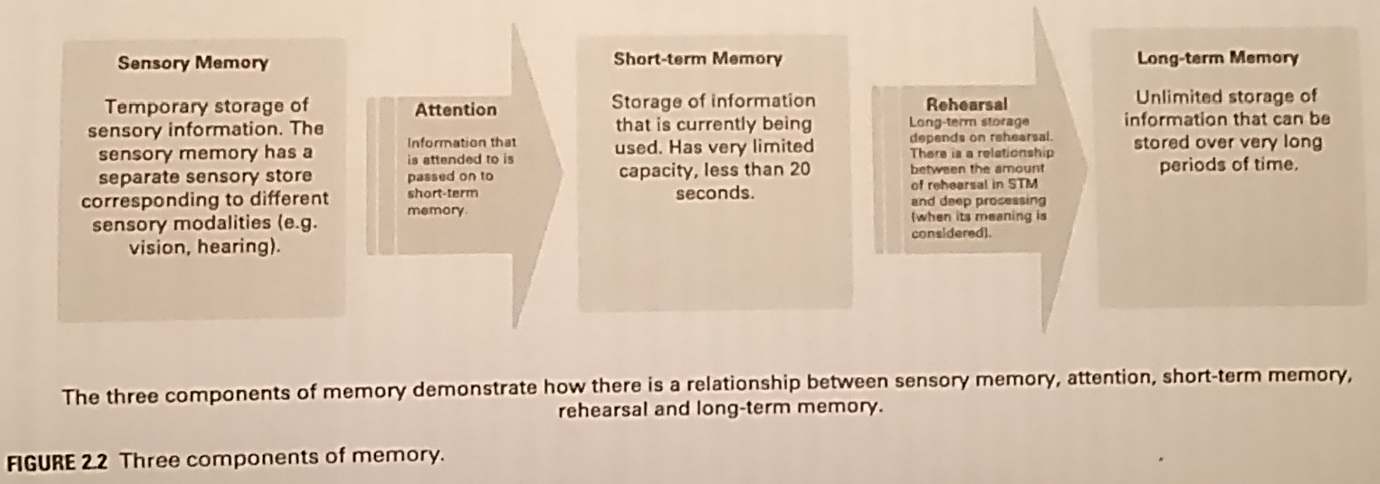 Sensory Memory
Temporary storage of
sensory information. The
sensory memory has a
separate sensory store
corresponding to different
sensory modalities (e.g.
vision, hearing).
Attention
Information that
is attended to is
passed on to
short-term
memory.
Short-term Memory
Storage of information
that is currently being
used. Has very limited
capacity, less than 20
seconds.
Rehearsal
Long-term storage
depends on rehearsal.
There is a relationship
between the amount
of rehearsal in STM
and deep processing
(when its meaning is
considered).
Long-term Memory
Unlimited storage of
information that can be
stored over very long
periods of time.
The three components of memory demonstrate how there is a relationship between sensory memory, attention, short-term memory,
rehearsal and long-term memory.
FIGURE 2.2 Three components of memory.